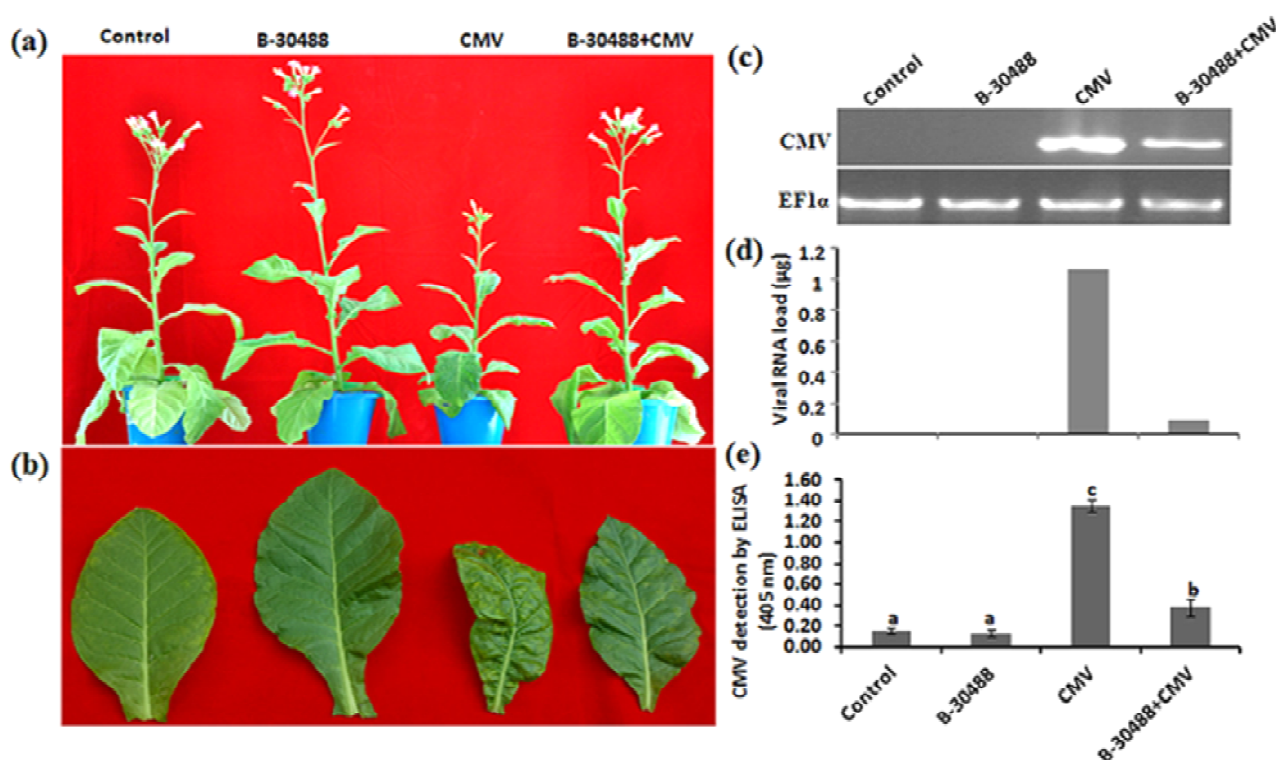 (a)
Control
B-30488
CMV
B-30488+CMV
(b)
(c)
Control
B-30488
CMV
B-30488+CMV
CMV
EF1α
(d)
Viral RNA load (µg)
1.2
1
0.8
0.6
0.4
0.2
0
(e)
CMV detection by ELISA
(405 nm)
1.60
1.40
1.20
1.00
0.80
0.60
0.40
0.20
0.00
a
a
c
b
Control
B-30488
CMV
B-30488+CMV